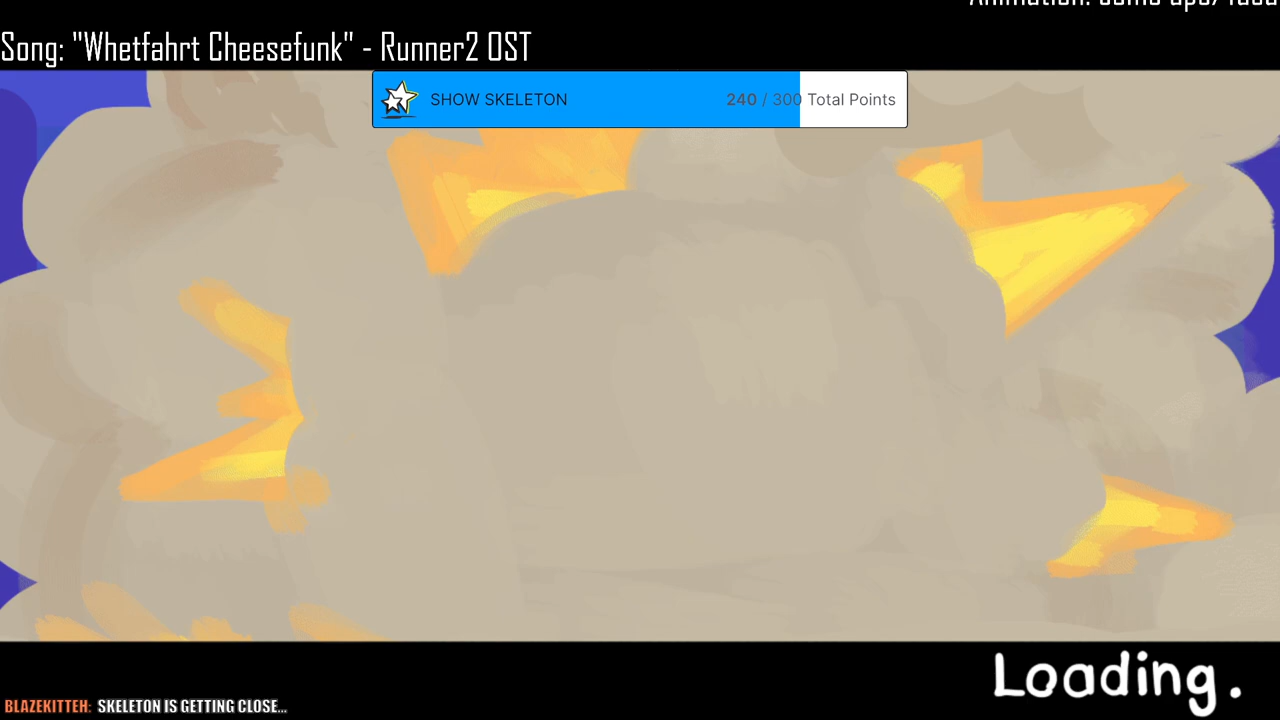 Song: "Whetfahrt Cheesefunk" - Runner2 OST
SHOW SKELETON
240 / 300 Total Points
Loading.
BLAZEKITTEH: SKELETON IS GETTING CLOSE...